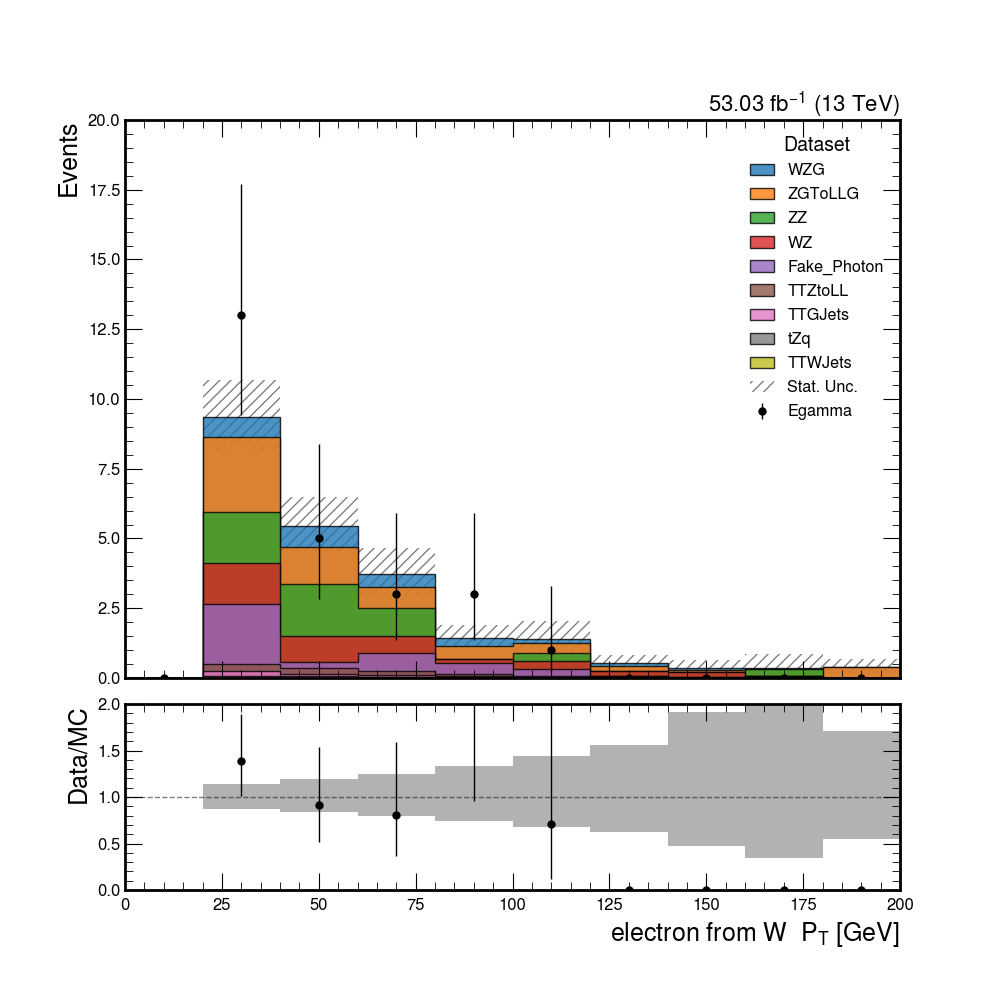 53.03 fb⁻¹ (13 TeV)
Events
20.0
17.5
15.0
12.5
10.0
7.5
5.0
2.5
0.0
Dataset
WZG
ZGToLLG
ZZ
WZ
Fake_Photon
TTZtoLL
TTGJets
tZq
TTWJets
Stat. Unc.
Egamma
Data/MC
2.0
1.5
1.0
0.5
0.0
0 25 50 75 100 125 150 175 200
electron from W P_T [GeV]